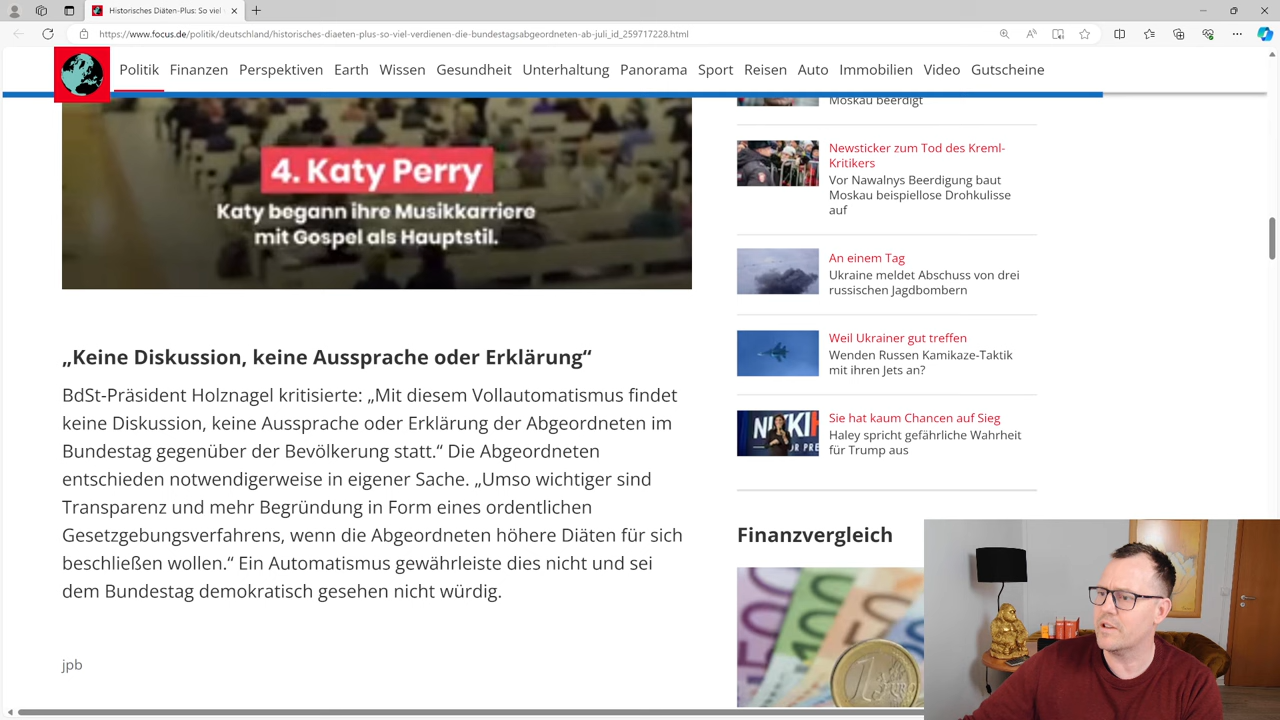 Historisches Diäten-Plus: So viel
https://www.focus.de/politik/deutschland/historisches-diaeten-plus-so-viel-verdienen-die-bundestagsabgeordneten-ab-juli_id_259717228.html
Politik Finanzen Perspektiven Earth Wissen Gesundheit Unterhaltung Panorama Sport Reisen Auto Immobilien Video Gutscheine
4. Katy Perry
Katy begann ihre Musikkarriere
mit Gospel als Hauptstil.
„Keine Diskussion, keine Aussprache oder Erklärung“
BdSt-Präsident Holznagel kritisierte: „Mit diesem Vollautomatismus findet
keine Diskussion, keine Aussprache oder Erklärung der Abgeordneten im
Bundestag gegenüber der Bevölkerung statt.“ Die Abgeordneten
entschieden notwendigerweise in eigener Sache. „Umso wichtiger sind
Transparenz und mehr Begründung in Form eines ordentlichen
Gesetzgebungsverfahrens, wenn die Abgeordneten höhere Diäten für sich
beschließen wollen.“ Ein Automatismus gewährleiste dies nicht und sei
dem Bundestag demokratisch gesehen nicht würdig.
jpb
Moskau beerdigt
Newsticker zum Tod des Kreml-
Kritikers
Vor Nawalnys Beerdigung baut
Moskau beispiellose Drohkulisse
auf
An einem Tag
Ukraine meldet Abschuss von drei
russischen Jagdbombern
Weil Ukrainer gut treffen
Wenden Russen Kamikaze-Taktik
mit ihren Jets an?
Sie hat kaum Chancen auf Sieg
Haley spricht gefährliche Wahrheit
für Trump aus
Finanzvergleich